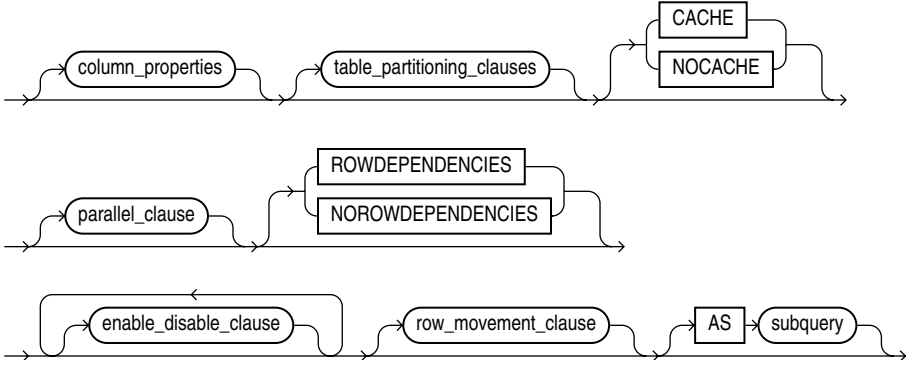 CACHE
column_properties table_partitioning_clauses NOCACHE
ROWDEPENDENCIES
parallel_clause NOROWDEPENDENCIES
enable_disable_clause row_movement_clause AS subquery